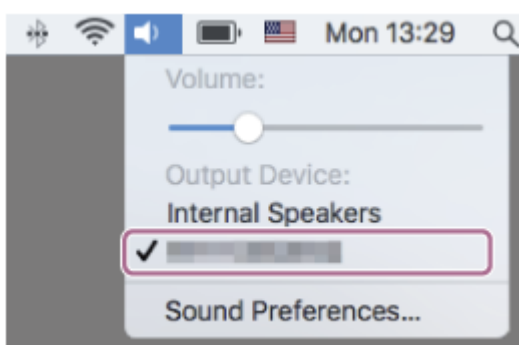 Mon 13:29
Volume:
Output Device:
Internal Speakers
Sound Preferences...